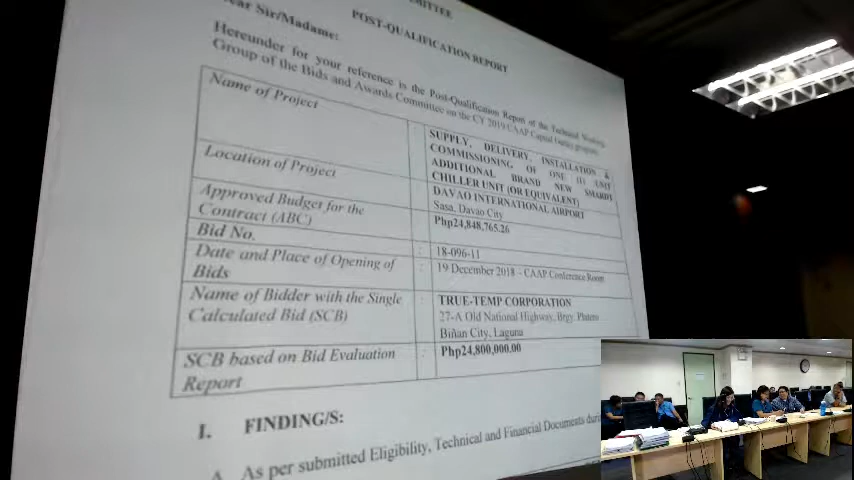 ear Sir/Madame:
MITTEE
POST-QUALIFICATION REPORT
Hereunder for your reference is the Post-Qualification Report of the Technical Working
Group of the Bids and Awards Committee on the CY 2019 CAAP Capital Outlay program
Name of Project
SUPPLY, DELIVERY, INSTALLATION &
COMMISSIONING OF ONE (1) UNIT
ADDITIONAL BRAND NEW SMARDT
CHILLER UNIT (OR EQUIVALENT)
Location of Project
DAVAO INTERNATIONAL AIRPORT
Sasa, Davao City
Approved Budget for the
Contract (ABC)
: Php24,848,765.26
Bid No.
: 18-096-11
Date and Place of Opening of
Bids
: 19 December 2018 - CAAP Conference Room
Name of Bidder with the Single
Calculated Bid (SCB)
: TRUE-TEMP CORPORATION
27-A Old National Highway, Brgy. Platero
Biñan City, Laguna
SCB based on Bid Evaluation
Report
: Php24,800,000.00
I. FINDING/S:
A As per submitted Eligibility, Technical and Financial Documents duri